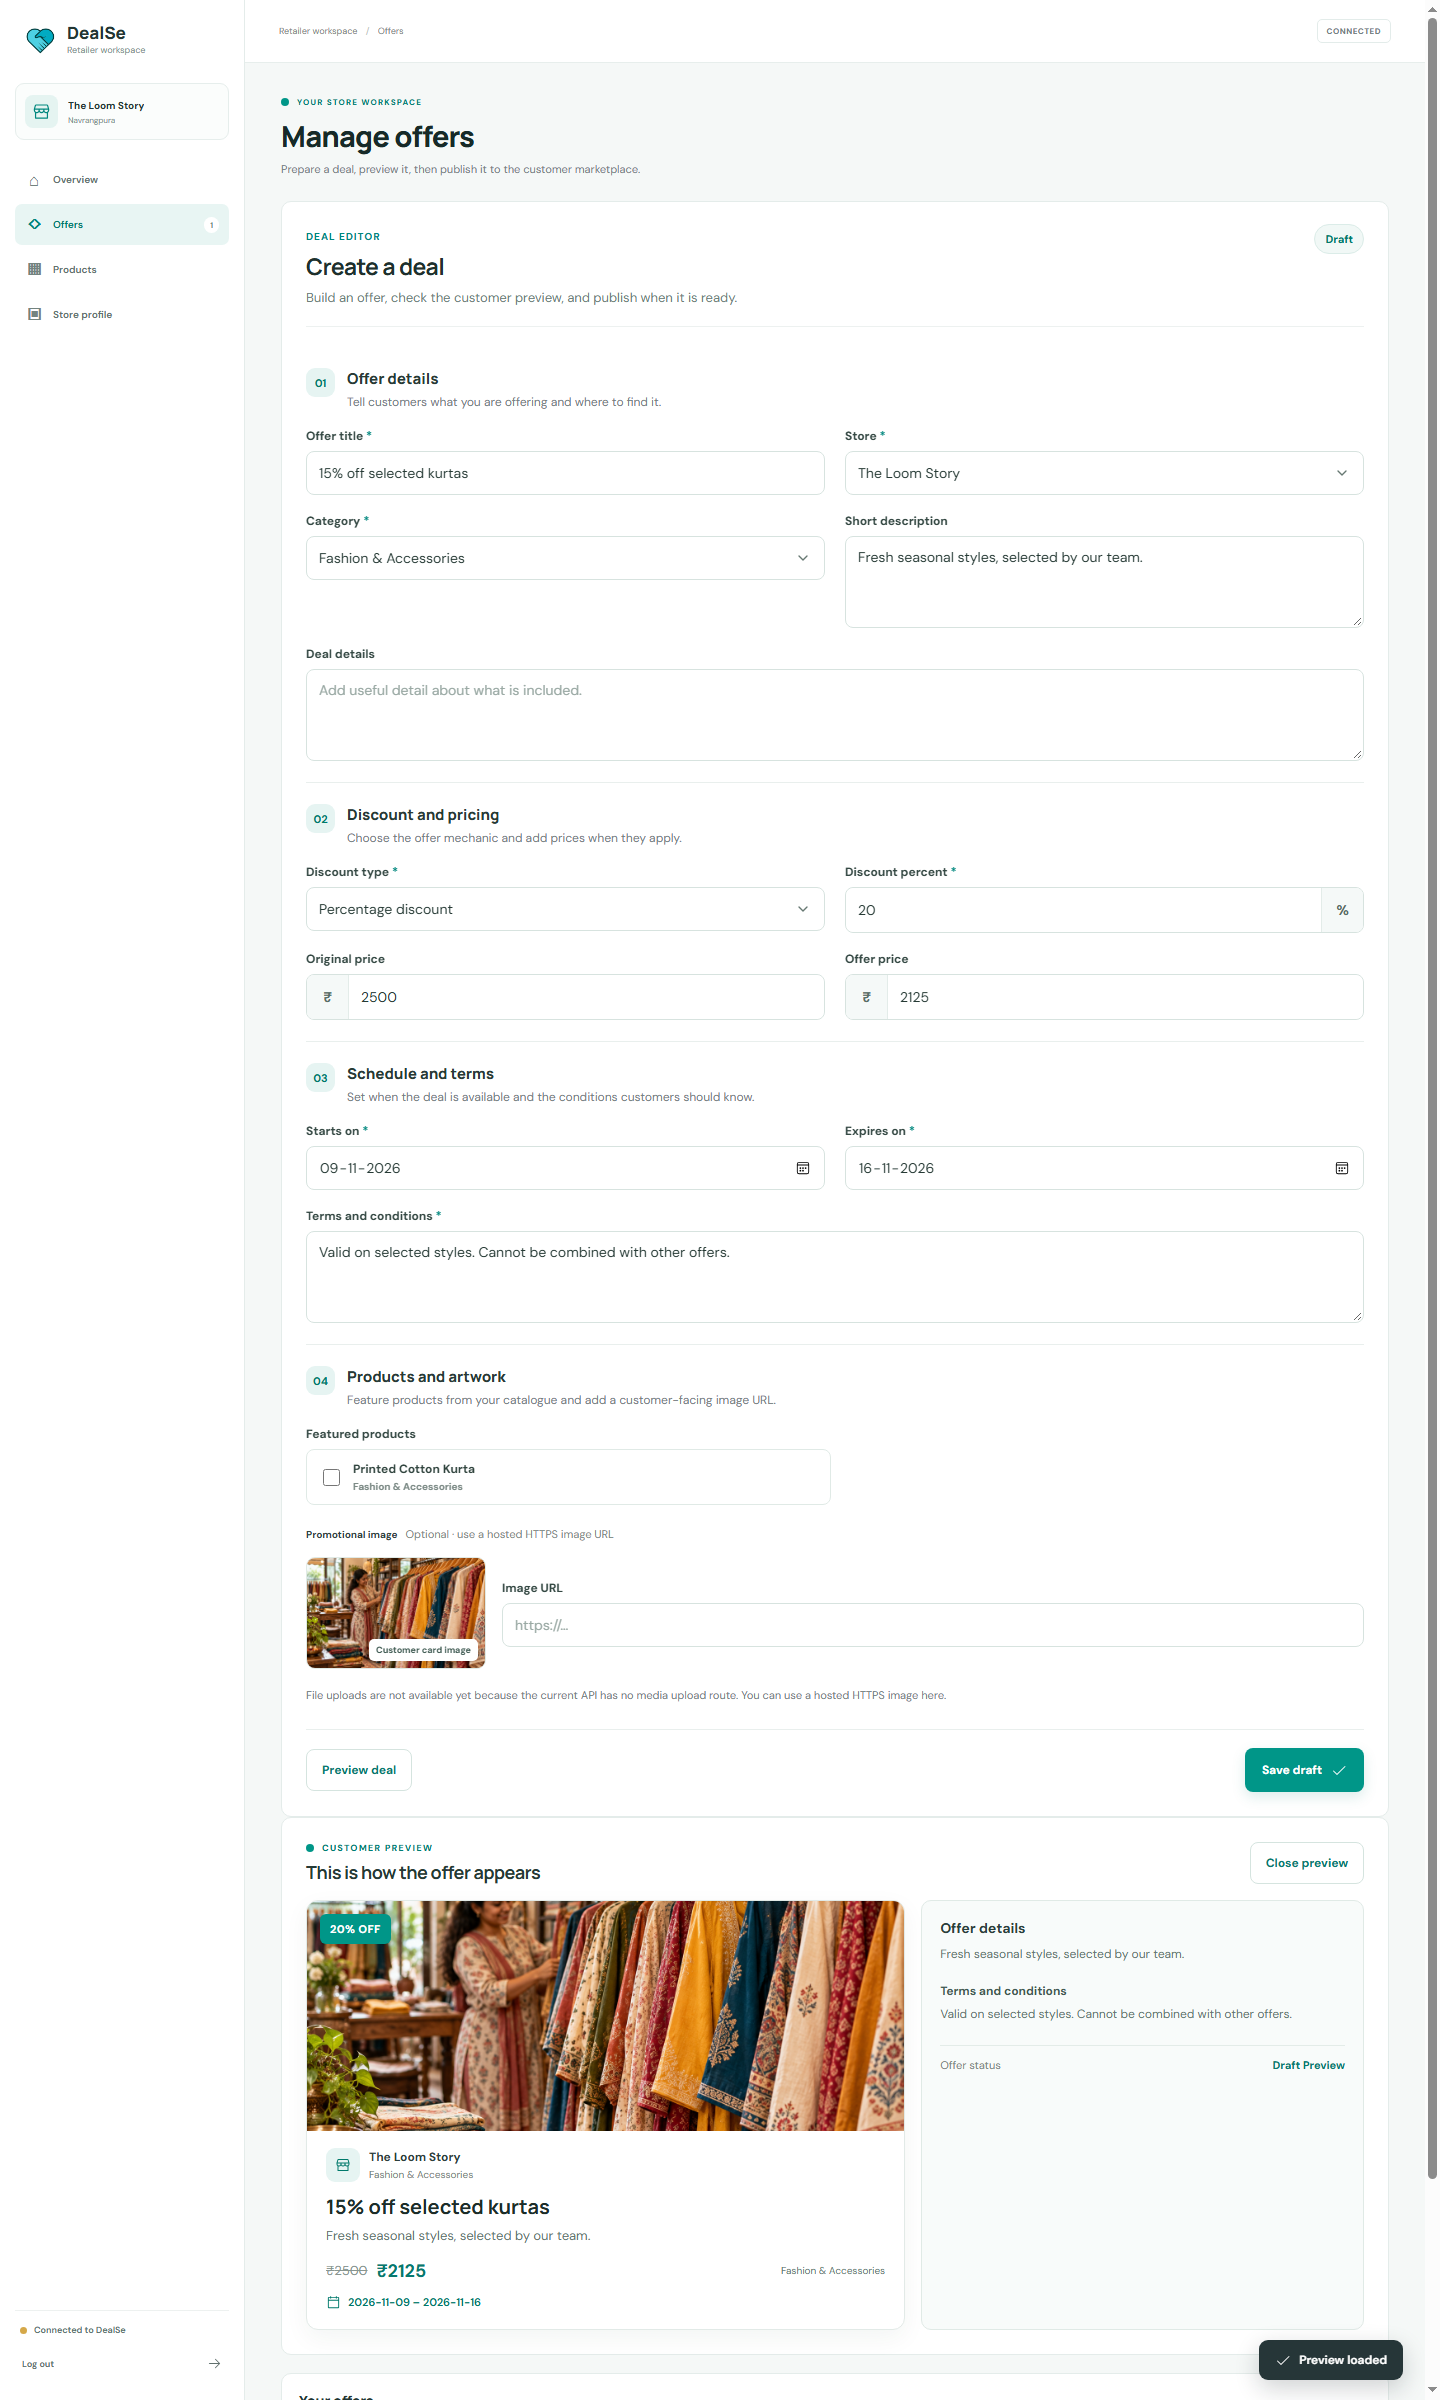 DealSe
Retailer workspace
The Loom Story
Navrangpura
Overview
Offers 1
Products
Store profile
Connected to DealSe
Log out
Retailer workspace / Offers
CONNECTED
YOUR STORE WORKSPACE
Manage offers
Prepare a deal, preview it, then publish it to the customer marketplace.
DEAL EDITOR
Draft
Create a deal
Build an offer, check the customer preview, and publish when it is ready.
01 Offer details
Tell customers what you are offering and where to find it.
Offer title *
15% off selected kurtas
Store *
The Loom Story
Category *
Fashion & Accessories
Short description
Fresh seasonal styles, selected by our team.
Deal details
Add useful detail about what is included.
02 Discount and pricing
Choose the offer mechanic and add prices when they apply.
Discount type *
Percentage discount
Discount percent *
20 %
Original price
₹ 2500
Offer price
₹ 2125
03 Schedule and terms
Set when the deal is available and the conditions customers should know.
Starts on *
09-11-2026
Expires on *
16-11-2026
Terms and conditions *
Valid on selected styles. Cannot be combined with other offers.
04 Products and artwork
Feature products from your catalogue and add a customer-facing image URL.
Featured products
Printed Cotton Kurta
Fashion & Accessories
Promotional image Optional · use a hosted HTTPS image URL
Customer card image
Image URL
https://...
File uploads are not available yet because the current API has no media upload route. You can use a hosted HTTPS image here.
Preview deal
Save draft
CUSTOMER PREVIEW
This is how the offer appears
Close preview
20% OFF
The Loom Story
Fashion & Accessories
15% off selected kurtas
Fresh seasonal styles, selected by our team.
₹2500 ₹2125
Fashion & Accessories
2026-11-09 – 2026-11-16
Offer details
Fresh seasonal styles, selected by our team.
Terms and conditions
Valid on selected styles. Cannot be combined with other offers.
Offer status Draft Preview
Preview loaded
Your offers